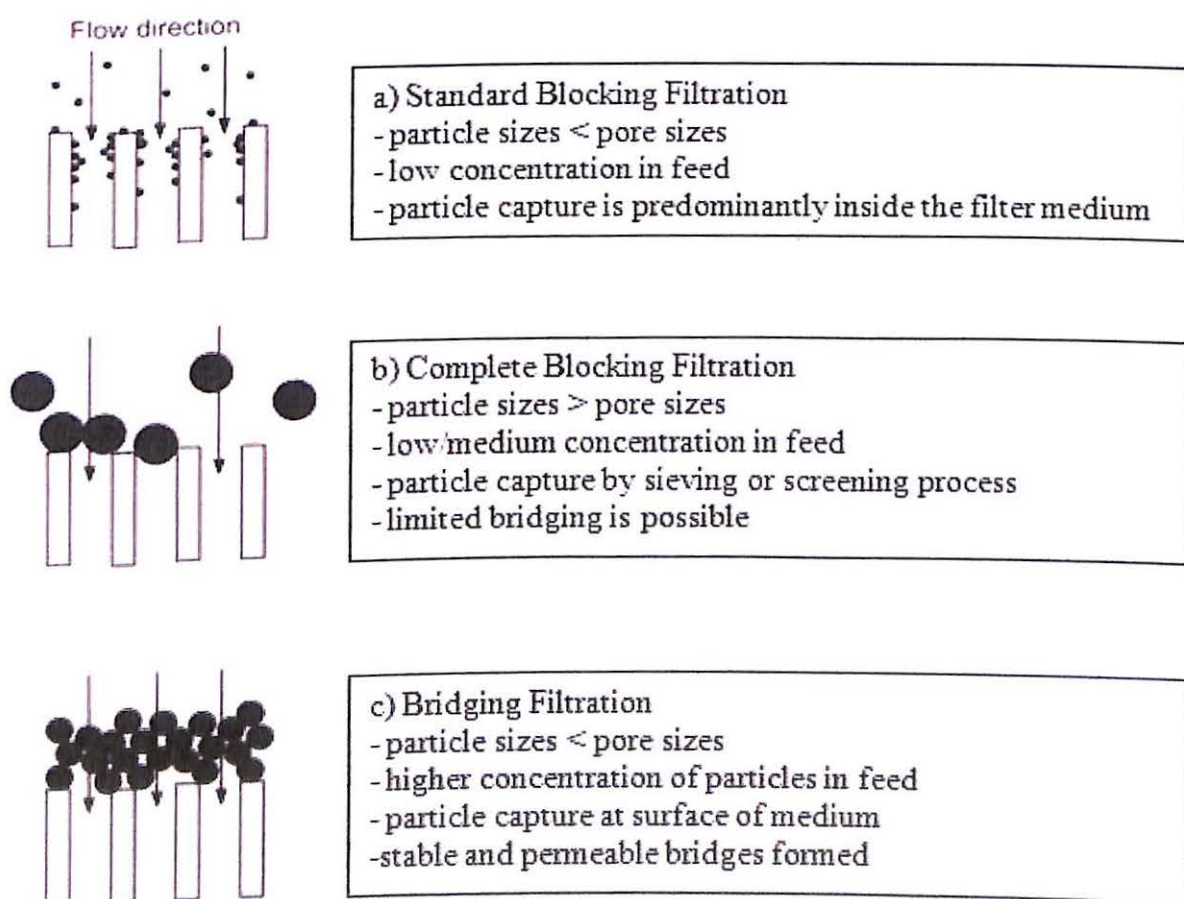 Flow direction
a) Standard Blocking Filtration
-particle sizes < pore sizes
-low concentration in feed
-particle capture is predominantly inside the filter medium
b) Complete Blocking Filtration
-particle sizes > pore sizes
-low/medium concentration in feed
-particle capture by sieving or screening process
-limited bridging is possible
c) Bridging Filtration
-particle sizes < pore sizes
-higher concentration of particles in feed
-particle capture at surface of medium
-stable and permeable bridges formed